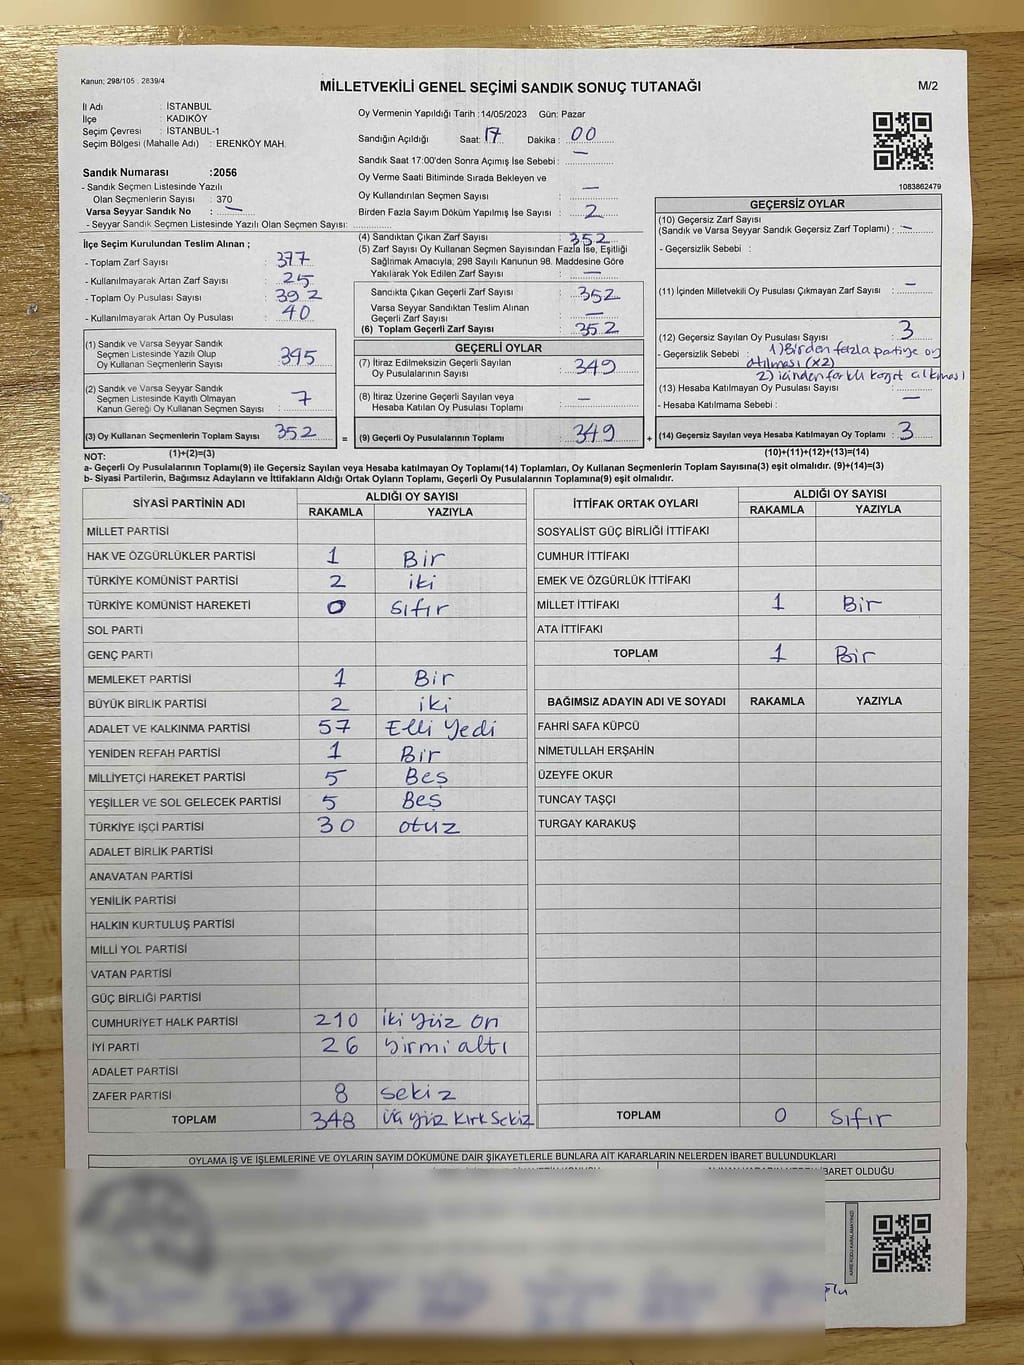 Kanun: 298/105 . 2839/4
MİLLETVEKİLİ GENEL SEÇİMİ SANDIK SONUÇ TUTANAĞI
M/2
İl Adı : İSTANBUL
İlçe : KADIKÖY
Seçim Çevresi : İSTANBUL-1
Seçim Bölgesi (Mahalle Adı) : ERENKÖY MAH.
Sandık Numarası :2056
- Sandık Seçmen Listesinde Yazılı
Olan Seçmenlerin Sayısı : 370
Varsa Seyyar Sandık No : —
- Seyyar Sandık Seçmen Listesinde Yazılı Olan Seçmen Sayısı:
Oy Vermenin Yapıldığı Tarih :14/05/2023 Gün: Pazar
Sandığın Açıldığı Saat: 17 Dakika : 00
Sandık Saat 17:00'den Sonra Açımış İse Sebebi : —
Oy Verme Saati Bitiminde Sırada Bekleyen ve
Oy Kullandırılan Seçmen Sayısı : —
Birden Fazla Sayım Döküm Yapılmış İse Sayısı : 2
1083862479
İlçe Seçim Kurulundan Teslim Alınan ;
- Toplam Zarf Sayısı : 377
- Kullanılmayarak Artan Zarf Sayısı : 25
- Toplam Oy Pusulası Sayısı : 392
- Kullanılmayarak Artan Oy Pusulası : 40
(1) Sandık ve Varsa Seyyar Sandık
Seçmen Listesinde Yazılı Olup
Oy Kullanan Seçmenlerin Sayısı : 345
(2) Sandık ve Varsa Seyyar Sandık
Seçmen Listesinde Kayıtlı Olmayan
Kanun Gereği Oy Kullanan Seçmen Sayısı : 7
(3) Oy Kullanan Seçmenlerin Toplam Sayısı : 352 =
(4) Sandıktan Çıkan Zarf Sayısı : 352
(5) Zarf Sayısı Oy Kullanan Seçmen Sayısından Fazla İse, Eşitliği
Sağlımak Amacıyla; 298 Sayılı Kanunun 98. Maddesine Göre
Yakılarak Yok Edilen Zarf Sayısı : —
Sandıkta Çıkan Geçerli Zarf Sayısı : 352
Varsa Seyyar Sandıktan Teslim Alınan
Geçerli Zarf Sayısı : —
(6) Toplam Geçerli Zarf Sayısı : 352
GEÇERLİ OYLAR
(7) İtiraz Edilmeksizin Geçerli Sayılan
Oy Pusulalarının Sayısı : 349
(8) İtiraz Üzerine Geçerli Sayılan veya
Hesaba Katılan Oy Pusulası Toplamı : —
(9) Geçerli Oy Pusulalarının Toplamı : 349 +
GEÇERSİZ OYLAR
(10) Geçersiz Zarf Sayısı
(Sandık ve Varsa Seyyar Sandık Geçersiz Zarf Toplamı) : —
- Geçersizlik Sebebi :
(11) İçinden Milletvekili Oy Pusulası Çıkmayan Zarf Sayısı : —
(12) Geçersiz Sayılan Oy Pusulası Sayısı : 3
- Geçersizlik Sebebi : 1) Birden fazla partiye oy
atılması (x2)
2) içinden farklı kağıt çıkması
(13) Hesaba Katılmayan Oy Pusulası Sayısı : —
- Hesaba Katılmama Sebebi :
(14) Geçersiz Sayılan veya Hesaba Katılmayan Oy Toplamı : 3
NOT: (1)+(2)=(3) (10)+(11)+(12)+(13)=(14)
a- Geçerli Oy Pusulalarının Toplamı(9) ile Geçersiz Sayılan veya Hesaba katılmayan Oy Toplamı(14) Toplamları, Oy Kullanan Seçmenlerin Toplam Sayısına(3) eşit olmalıdır. (9)+(14)=(3)
b- Siyasi Partilerin, Bağımsız Adayların ve İttifakların Aldığı Ortak Oyların Toplamı, Geçerli Oy Pusulalarının Toplamına(9) eşit olmalıdır.
SİYASİ PARTİNİN ADI ALDIĞI OY SAYISI
RAKAMLA YAZIYLA
MİLLET PARTİSİ
HAK VE ÖZGÜRLÜKLER PARTİSİ 1 Bir
TÜRKİYE KOMÜNİST PARTİSİ 2 iki
TÜRKİYE KOMÜNİST HAREKETİ 0 Sıfır
SOL PARTİ
GENÇ PARTİ
MEMLEKET PARTİSİ 1 Bir
BÜYÜK BİRLİK PARTİSİ 2 iki
ADALET VE KALKINMA PARTİSİ 57 Elli Yedi
YENİDEN REFAH PARTİSİ 1 Bir
MİLLİYETÇİ HAREKET PARTİSİ 5 Beş
YEŞİLLER VE SOL GELECEK PARTİSİ 5 Beş
TÜRKİYE İŞÇİ PARTİSİ 30 otuz
ADALET BİRLİK PARTİSİ
ANAVATAN PARTİSİ
YENİLİK PARTİSİ
HALKIN KURTULUŞ PARTİSİ
MİLLİ YOL PARTİSİ
VATAN PARTİSİ
GÜÇ BİRLİĞİ PARTİSİ
CUMHURİYET HALK PARTİSİ 210 iki Yüz On
İYİ PARTİ 26 Yirmi altı
ADALET PARTİSİ
ZAFER PARTİSİ 8 Sekiz
TOPLAM 348 Üç Yüz Kırk Sekiz
İTTİFAK ORTAK OYLARI ALDIĞI OY SAYISI
RAKAMLA YAZIYLA
SOSYALİST GÜÇ BİRLİĞİ İTTİFAKI
CUMHUR İTTİFAKI
EMEK VE ÖZGÜRLÜK İTTİFAKI
MİLLET İTTİFAKI 1 Bir
ATA İTTİFAKI
TOPLAM 1 Bir
BAĞIMSIZ ADAYIN ADI VE SOYADI RAKAMLA YAZIYLA
FAHRİ SAFA KÜPCÜ
NİMETULLAH ERŞAHİN
ÜZEYFE OKUR
TUNCAY TAŞÇI
TURGAY KARAKUŞ
TOPLAM 0 Sıfır
OYLAMA İŞ VE İŞLEMLERİNE VE OYLARIN SAYIM DÖKÜMÜNE DAİR ŞİKAYETLERLE BUNLARA AİT KARARLARIN NELERDEN İBARET BULUNDUKLARI
İBARET OLDUĞU